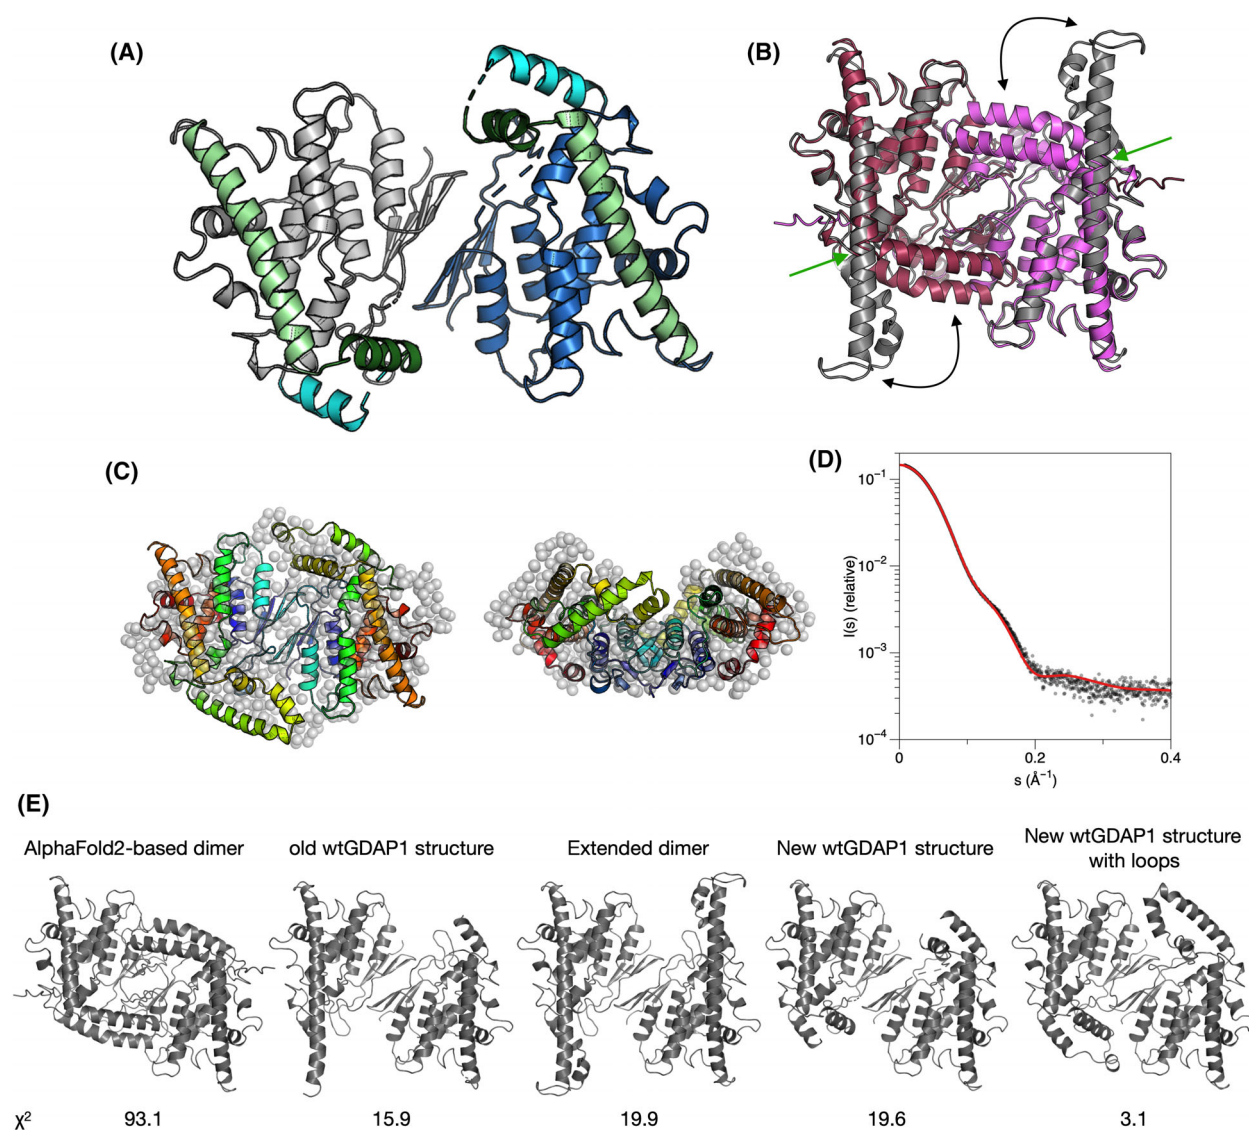 (A)
(B)
(C)
(D)
I(s) (relative)
10⁻¹
10⁻²
10⁻³
10⁻⁴
0
0.2
0.4
s (Å⁻¹)
(E)
AlphaFold2-based dimer
old wtGDAP1 structure
Extended dimer
New wtGDAP1 structure
New wtGDAP1 structure
with loops
χ²
93.1
15.9
19.9
19.6
3.1